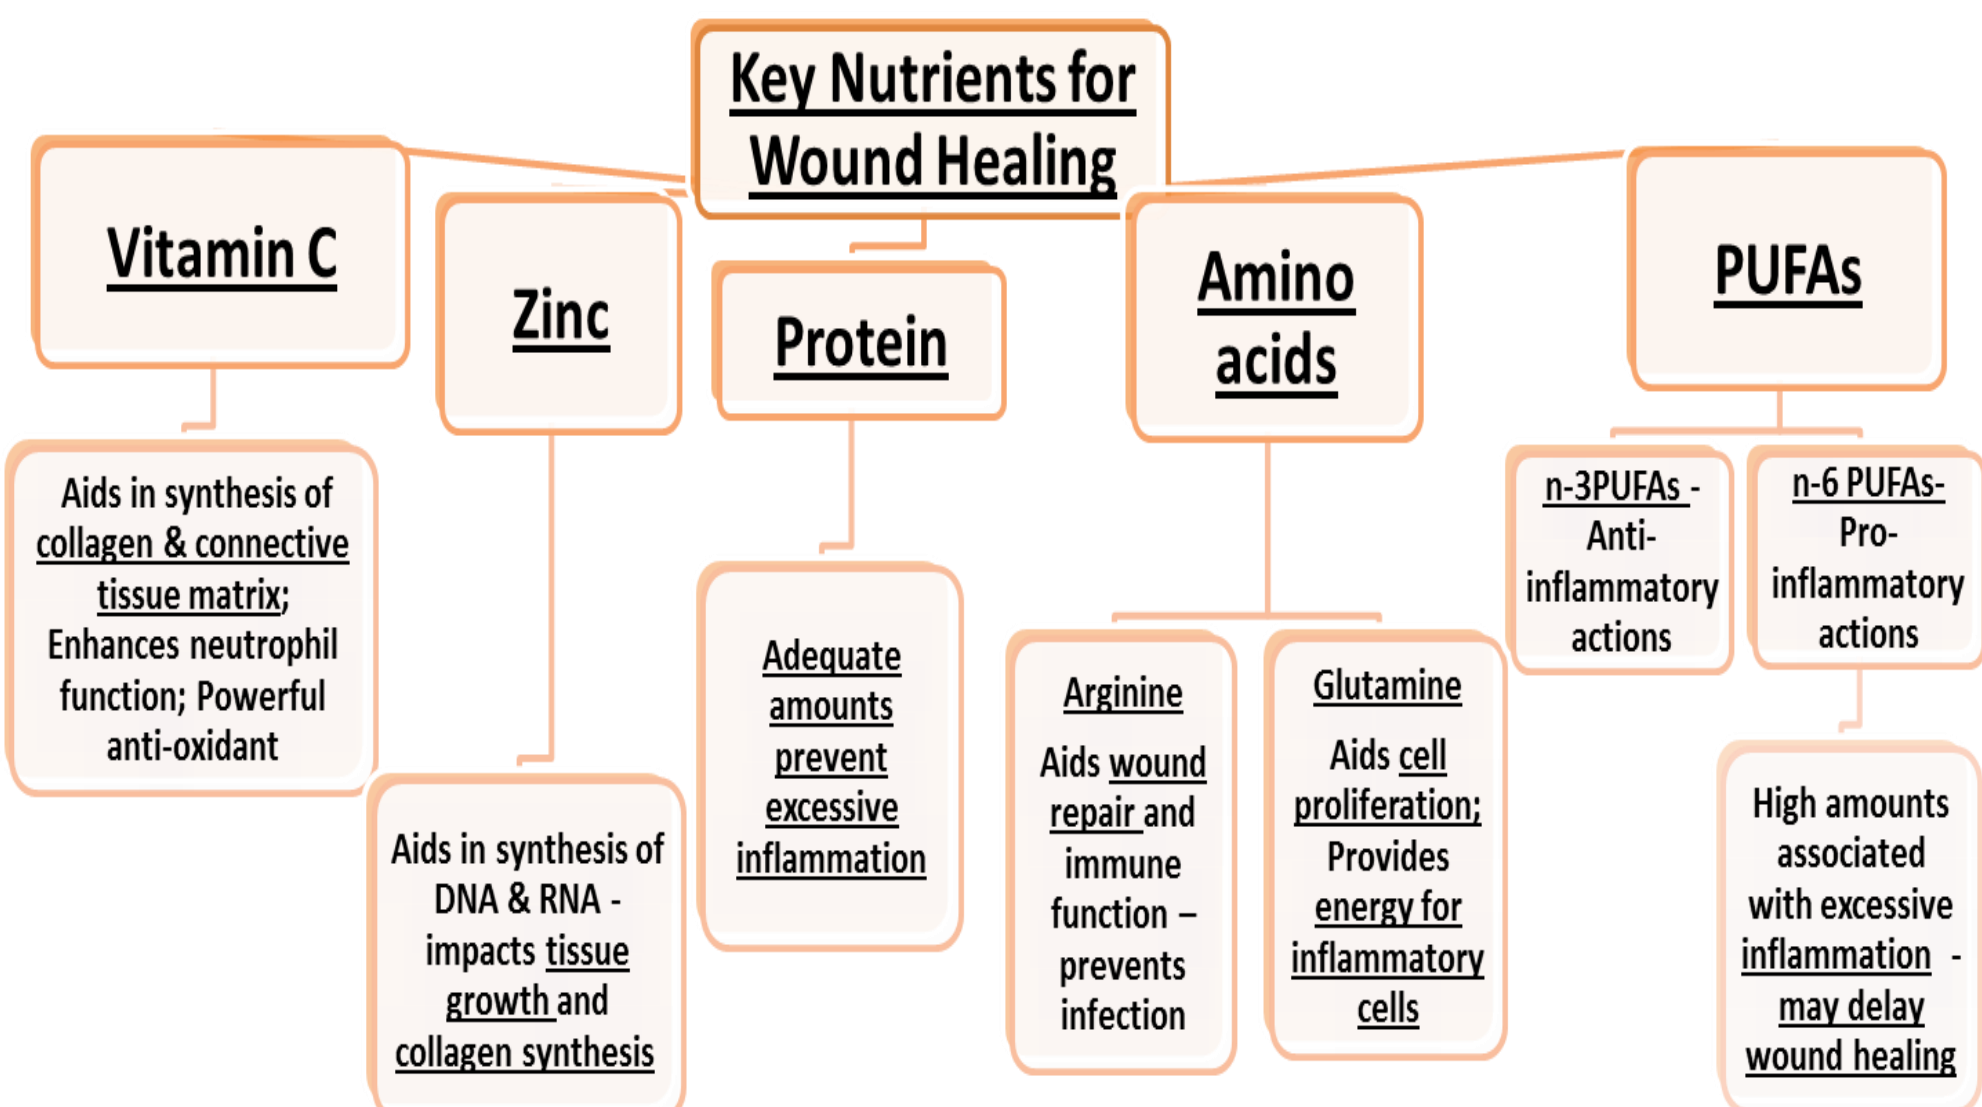 Key Nutrients for
Wound Healing
Vitamin C
Zinc
Protein
Amino
acids
PUFAs
Aids in synthesis of
collagen & connective
tissue matrix;
Enhances neutrophil
function; Powerful
anti-oxidant
Aids in synthesis of
DNA & RNA -
impacts tissue
growth and
collagen synthesis
Adequate
amounts
prevent
excessive
inflammation
Arginine
Aids wound
repair and
immune
function –
prevents
infection
Glutamine
Aids cell
proliferation;
Provides
energy for
inflammatory
cells
n-3PUFAs -
Anti-
inflammatory
actions
n-6 PUFAs-
Pro-
inflammatory
actions
High amounts
associated
with excessive
inflammation -
may delay
wound healing